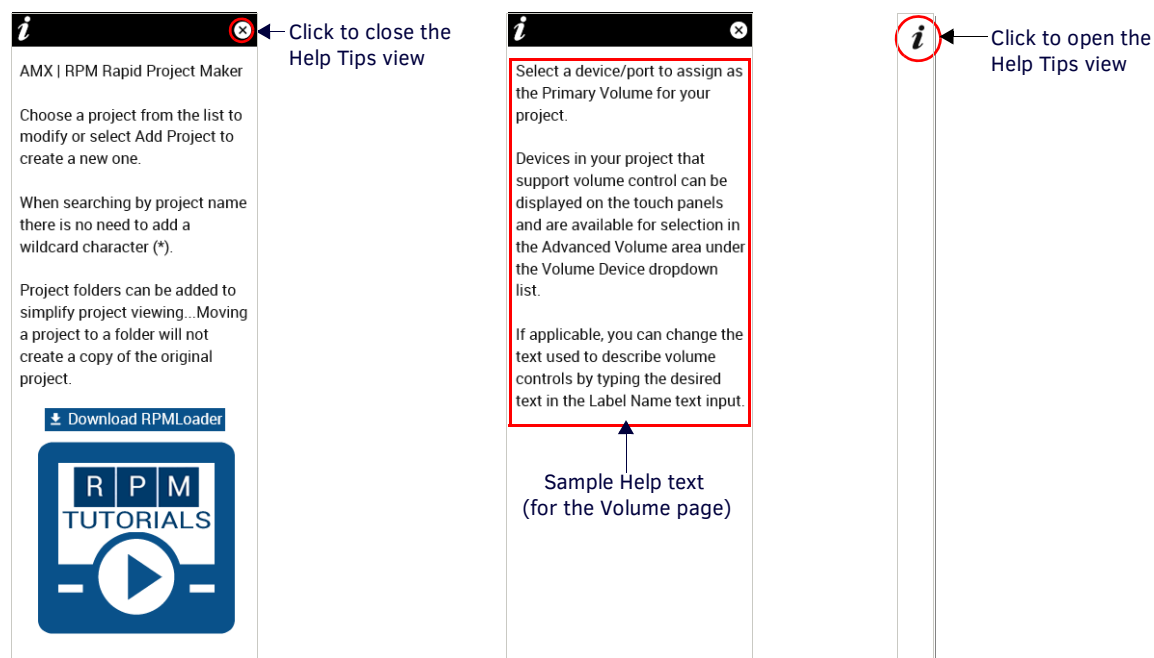 i
Click to close the
Help Tips view
AMX | RPM Rapid Project Maker
Choose a project from the list to
modify or select Add Project to
create a new one.
When searching by project name
there is no need to add a
wildcard character (*).
Project folders can be added to
simplify project viewing...Moving
a project to a folder will not
create a copy of the original
project.
Download RPMLoader
R P M
TUTORIALS
i
Select a device/port to assign as
the Primary Volume for your
project.
Devices in your project that
support volume control can be
displayed on the touch panels
and are available for selection in
the Advanced Volume area under
the Volume Device dropdown
list.
If applicable, you can change the
text used to describe volume
controls by typing the desired
text in the Label Name text input.
Sample Help text
(for the Volume page)
i
Click to open the
Help Tips view